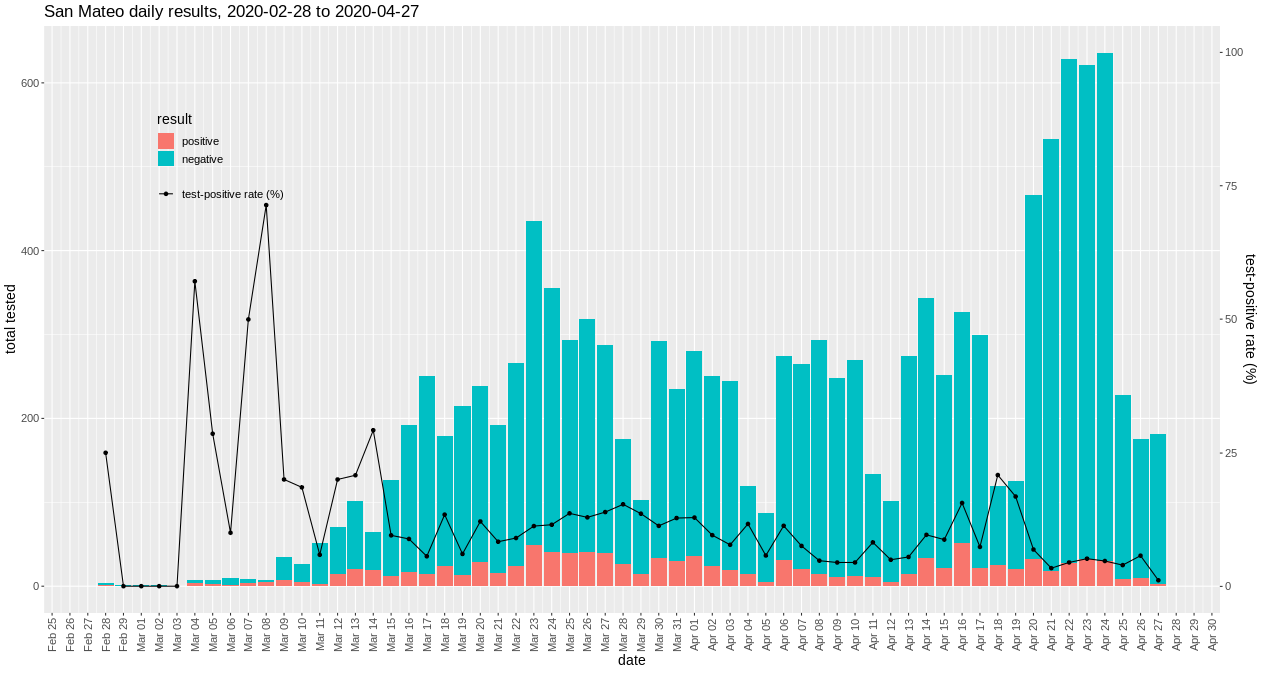 San Mateo daily results, 2020-02-28 to 2020-04-27
result
positive
negative
test-positive rate (%)
total tested
600
400
200
0
100
75
50
25
0
test-positive rate (%)
Feb 25
Feb 26
Feb 27
Feb 28
Feb 29
Mar 01
Mar 02
Mar 03
Mar 04
Mar 05
Mar 06
Mar 07
Mar 08
Mar 09
Mar 10
Mar 11
Mar 12
Mar 13
Mar 14
Mar 15
Mar 16
Mar 17
Mar 18
Mar 19
Mar 20
Mar 21
Mar 22
Mar 23
Mar 24
Mar 25
Mar 26
Mar 27
Mar 28
Mar 29
Mar 30
Mar 31
Apr 01
Apr 02
Apr 03
Apr 04
Apr 05
Apr 06
Apr 07
Apr 08
Apr 09
Apr 10
Apr 11
Apr 12
Apr 13
Apr 14
Apr 15
Apr 16
Apr 17
Apr 18
Apr 19
Apr 20
Apr 21
Apr 22
Apr 23
Apr 24
Apr 25
Apr 26
Apr 27
Apr 28
Apr 29
Apr 30
date